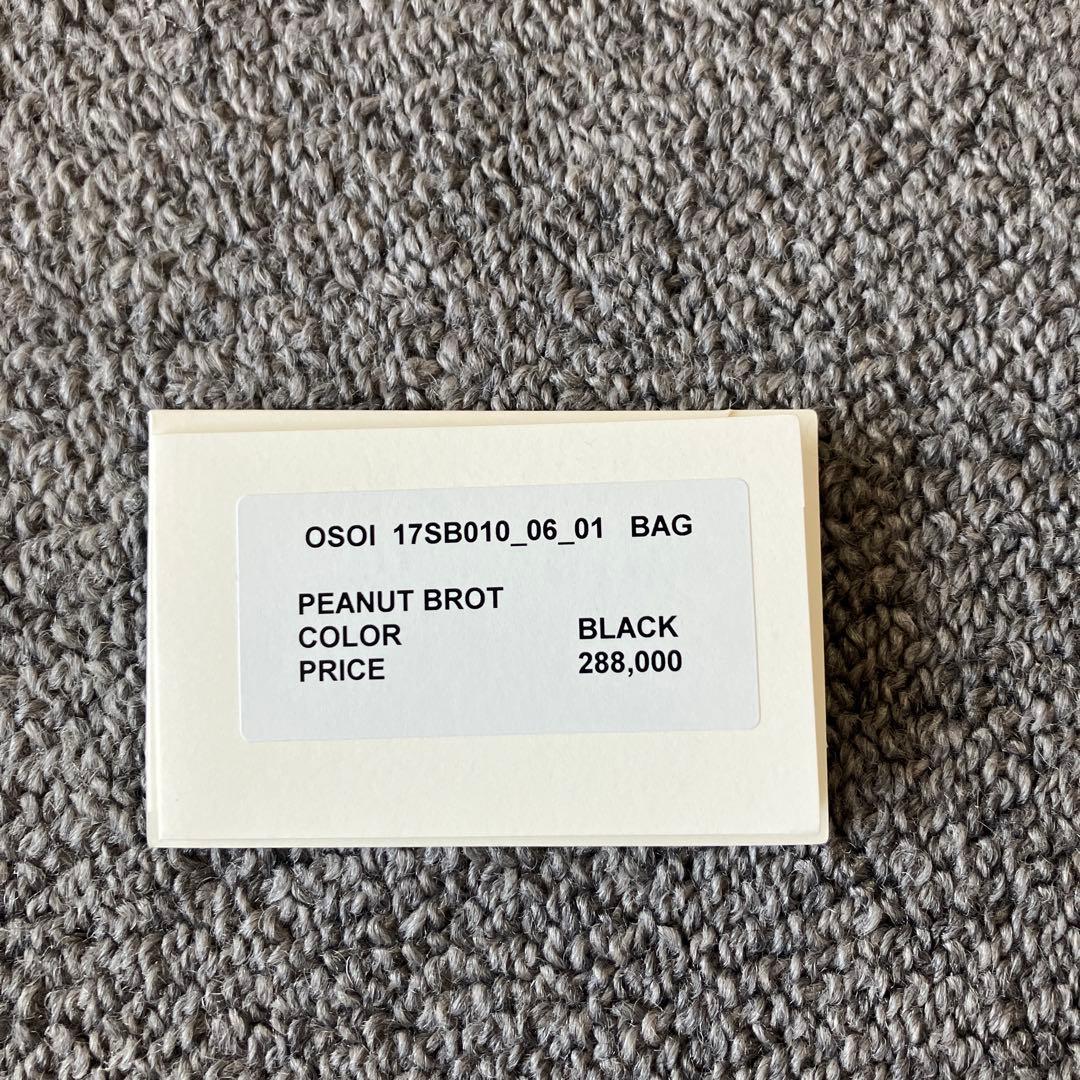 OSOI 17SB010_06_01 BAG
PEANUT BROT
COLOR BLACK
PRICE 288,000